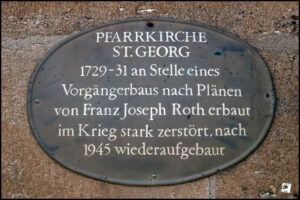 PFARRKIRCHE
ST. GEORG
1729-31 an Stelle eines
Vorgängerbaus nach Plänen
von Franz Joseph Roth erbaut
im Krieg stark zerstört, nach
1945 wiederaufgebaut